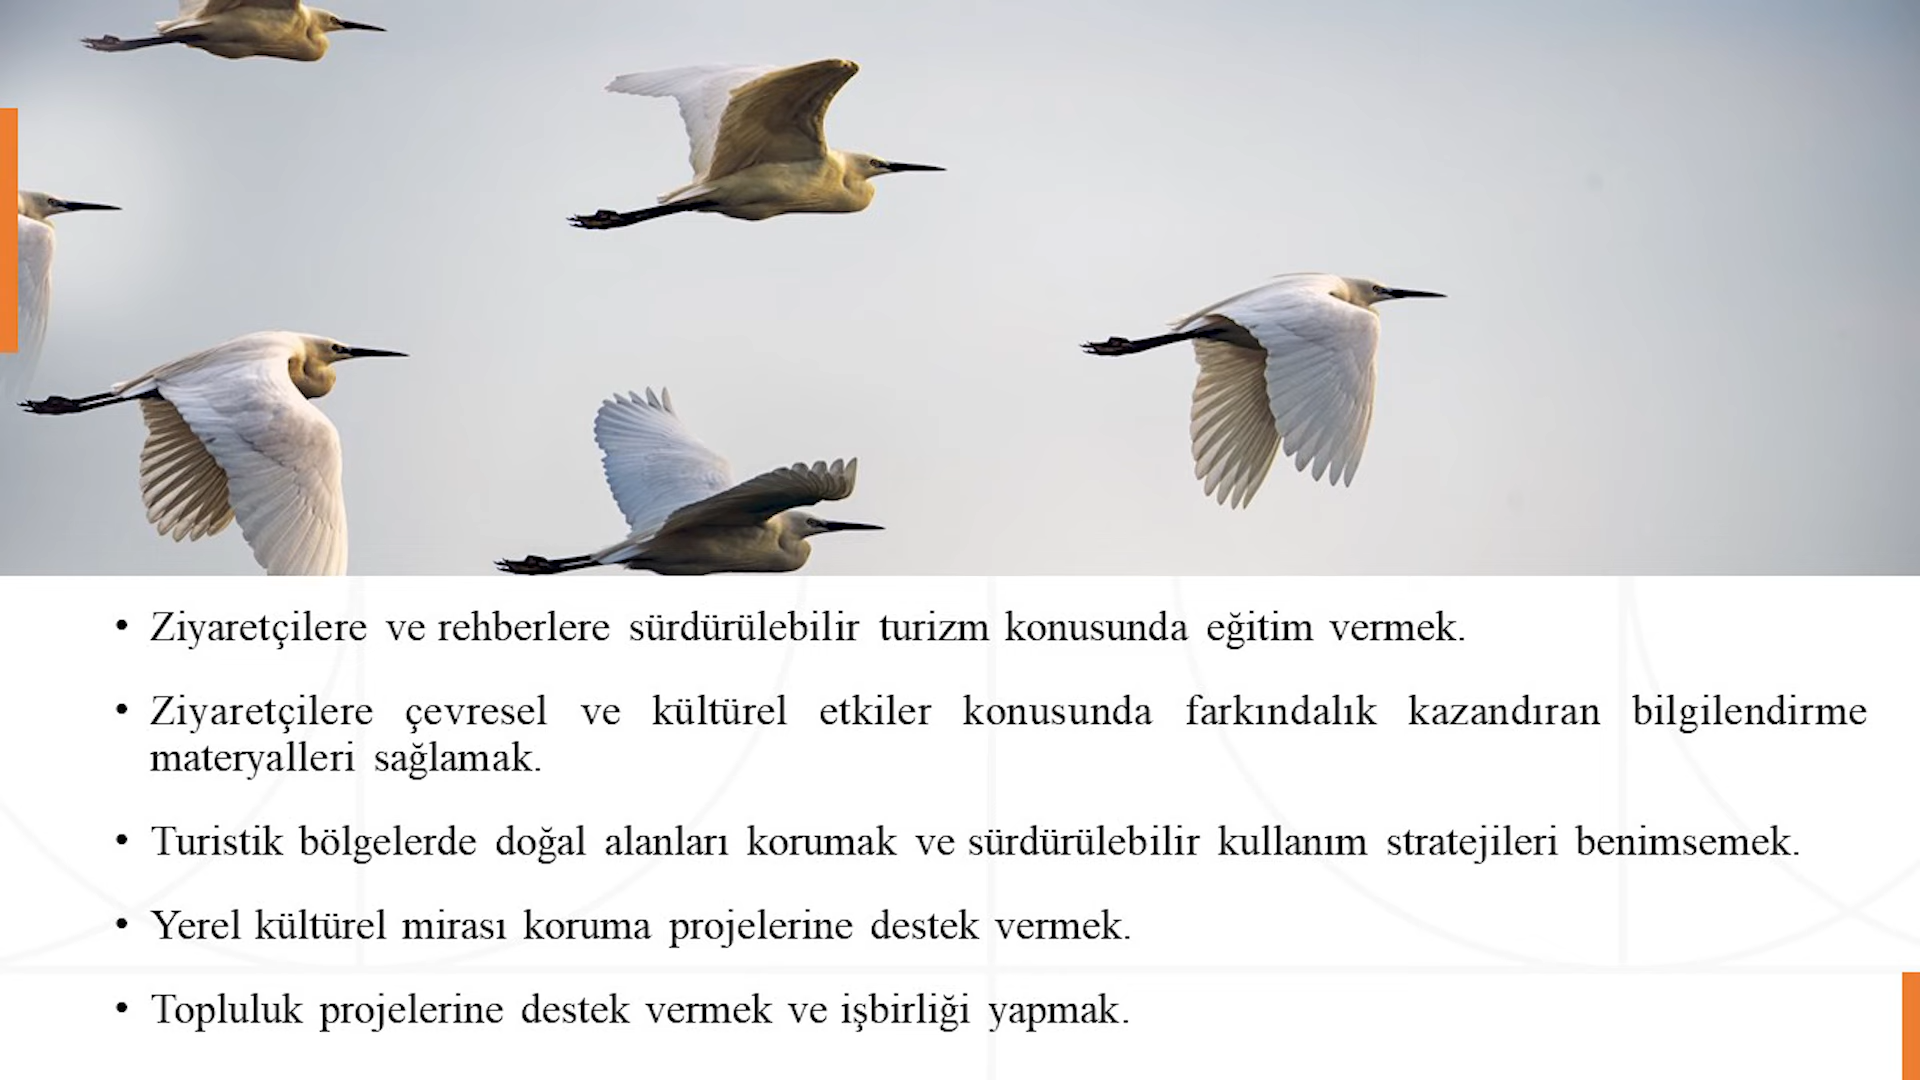 • Ziyaretçilere ve rehberlere sürdürülebilir turizm konusunda eğitim vermek.
• Ziyaretçilere çevresel ve kültürel etkiler konusunda farkındalık kazandıran bilgilendirme
materyalleri sağlamak.
• Turistik bölgelerde doğal alanları korumak ve sürdürülebilir kullanım stratejileri benimsemek.
• Yerel kültürel mirası koruma projelerine destek vermek.
• Topluluk projelerine destek vermek ve işbirliği yapmak.